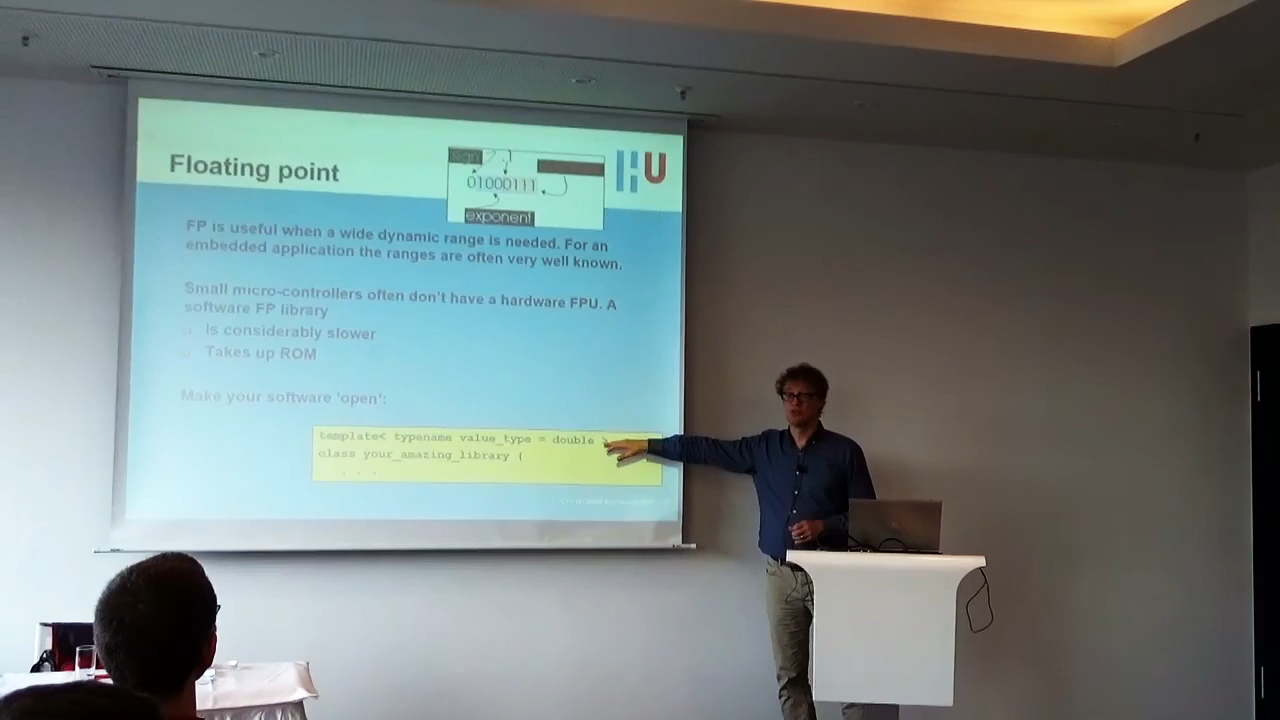 Floating point
sign
01000111
exponent
HU
FP is useful when a wide dynamic range is needed. For an
embedded application the ranges are often very well known.
Small micro-controllers often don't have a hardware FPU. A
software FP library
Is considerably slower
Takes up ROM
Make your software 'open':
template< typename value_type = double >
class your_amazing_library {
. . .